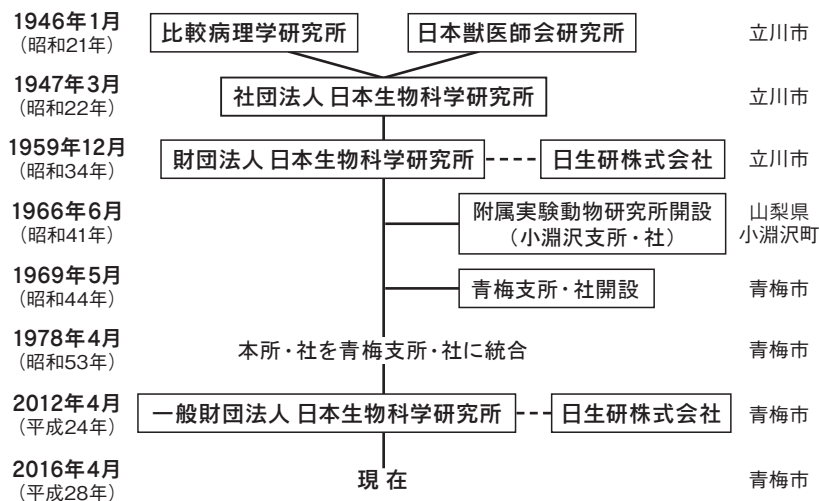 1946年1月
（昭和21年）
比較病理学研究所
日本獣医師会研究所
立川市
1947年3月
（昭和22年）
社団法人 日本生物科学研究所
立川市
1959年12月
（昭和34年）
財団法人 日本生物科学研究所
日生研株式会社
立川市
1966年6月
（昭和41年）
附属実験動物研究所開設
（小淵沢支所・社）
山梨県
小淵沢町
1969年5月
（昭和44年）
青梅支所・社開設
青梅市
1978年4月
（昭和53年）
本所・社を青梅支所・社に統合
青梅市
2012年4月
（平成24年）
一般財団法人 日本生物科学研究所
日生研株式会社
青梅市
2016年4月
（平成28年）
現 在
青梅市